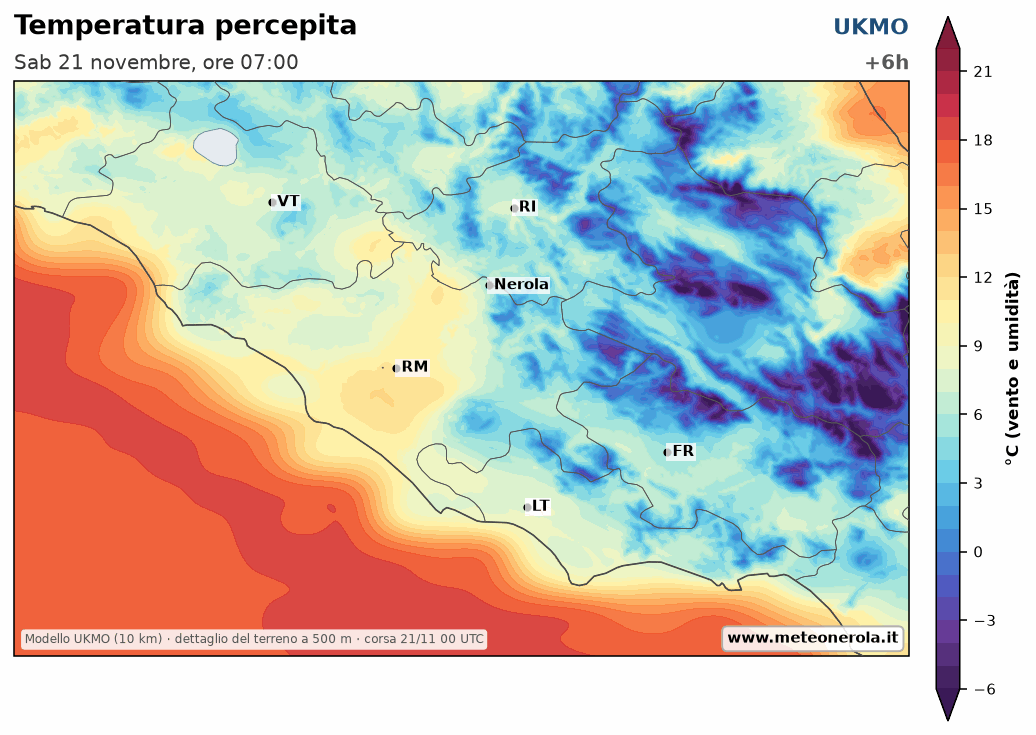 Temperatura percepita
UKMO
Sab 21 novembre, ore 07:00
+6h
21
18
15
12
9
6
3
0
−3
−6
°C (vento e umidità)
VT
RI
Nerola
RM
FR
LT
Modello UKMO (10 km) · dettaglio del terreno a 500 m · corsa 21/11 00 UTC
www.meteonerola.it